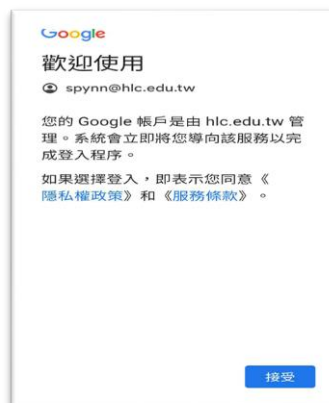 Google
歡迎使用
spynn@hlc.edu.tw
您的 Google 帳戶是由 hlc.edu.tw 管
理。系統會立即將您導向該服務以完
成登入程序。
如果選擇登入，即表示您同意《
隱私權政策》和《服務條款》。
接受